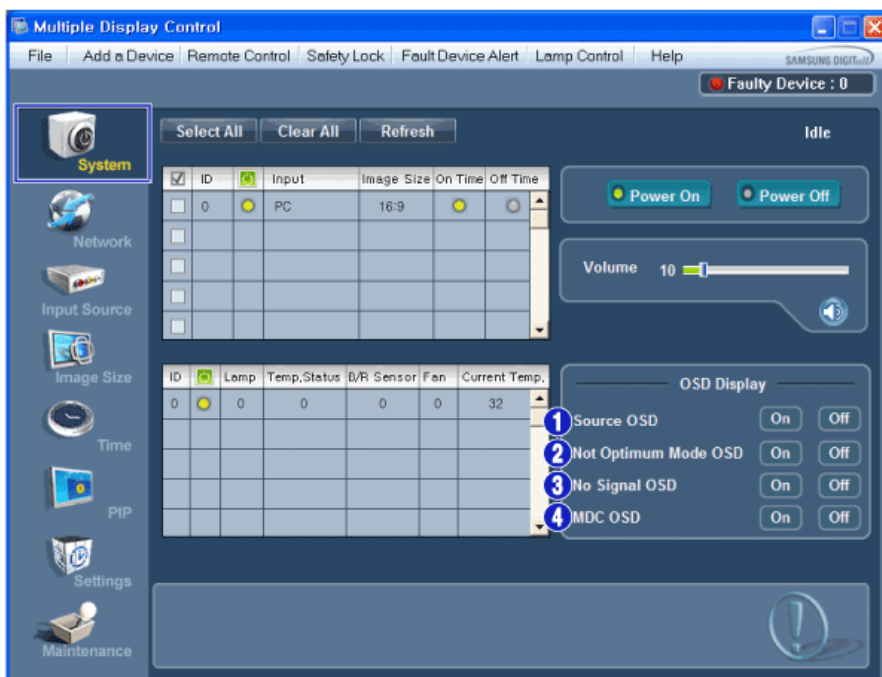 Multiple Display Control
File Add a Device Remote Control Safety Lock Fault Device Alert Lamp Control Help
SAMSUNG DIGITall
Faulty Device : 0
Select All Clear All Refresh Idle
System
Network
Input Source
Image Size
Time
PIP
Settings
Maintenance
ID Input Image Size On Time Off Time
0 PC 16:9
Power On Power Off
Volume 10
ID Lamp Temp.Status B/R Sensor Fan Current Temp.
0 0 0 0 0 32
OSD Display
1 Source OSD On Off
2 Not Optimum Mode OSD On Off
3 No Signal OSD On Off
4 MDC OSD On Off